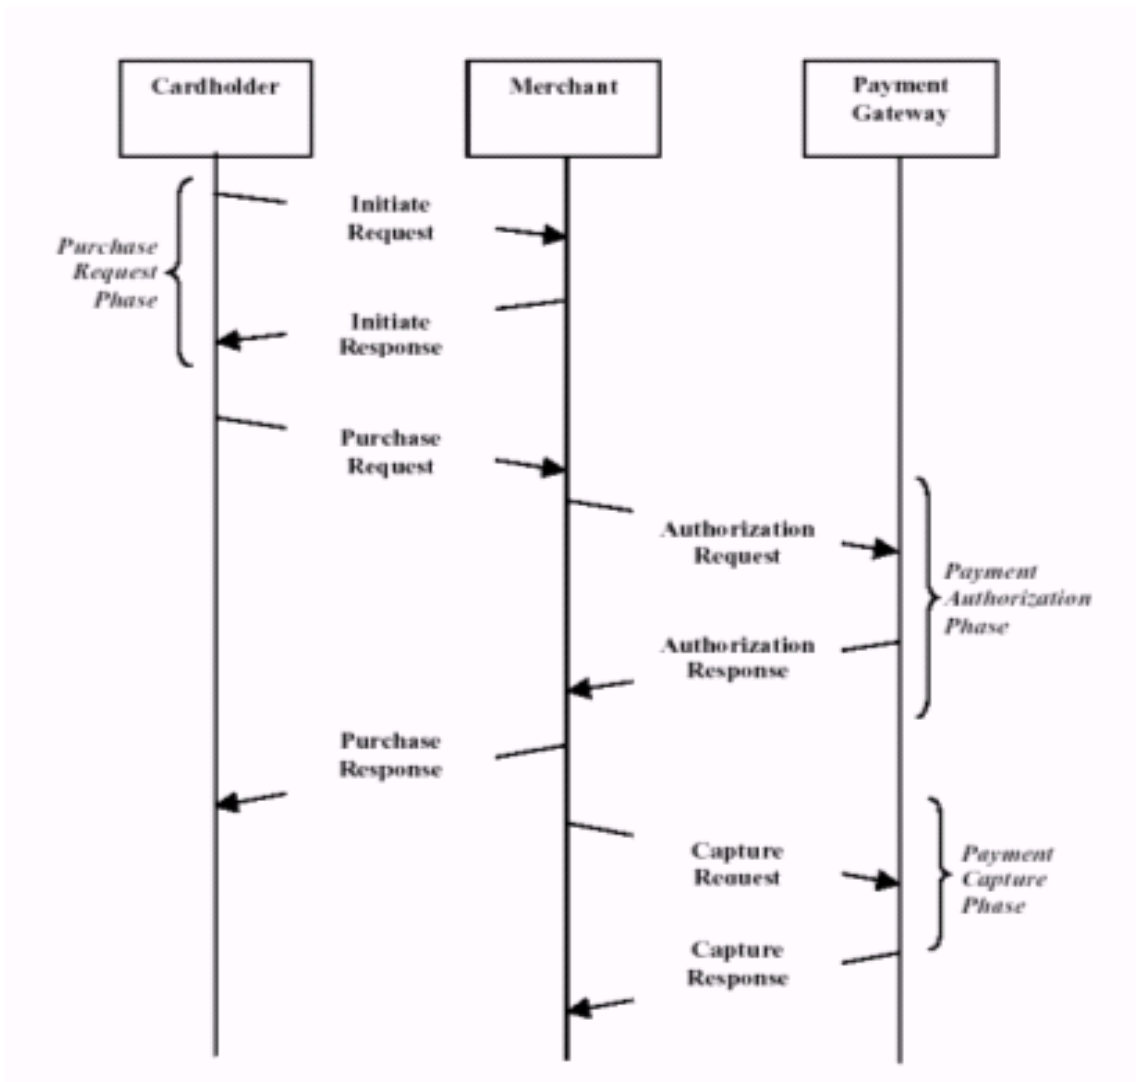 Cardholder
Merchant
Payment
Gateway
Initiate
Request
Purchase
Request
Phase
Initiate
Response
Purchase
Request
Authorization
Request
Payment
Authorization
Phase
Authorization
Response
Purchase
Response
Capture
Request
Payment
Capture
Phase
Capture
Response